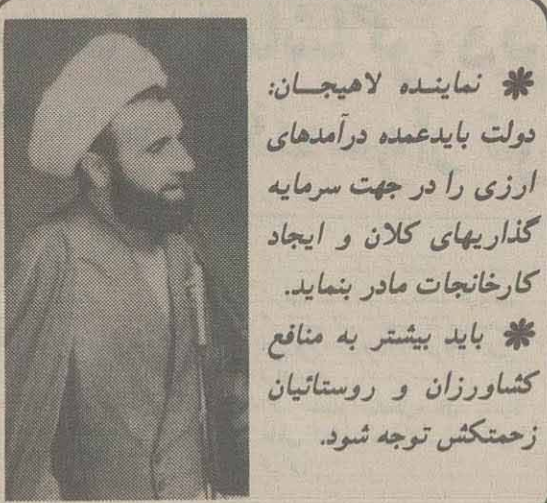 ✻ نماینده لاهیجان:
دولت بایدعمده درآمدهای
ارزی را در جهت سرمایه
گذاریهای کلان و ایجاد
کارخانجات مادر بنماید.
✻ باید بیشتر به منافع
کشاورزان و روستائیان
زحمتکش توجه شود.